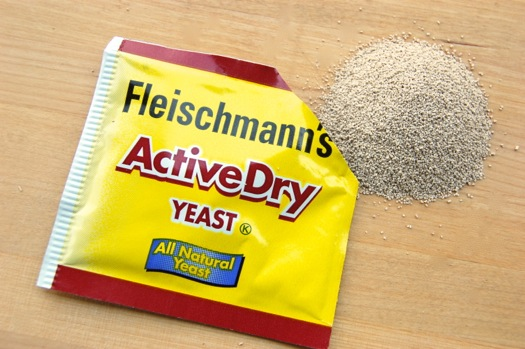 Fleischmann's
ActiveDry
YEAST K
All Natural
Yeast